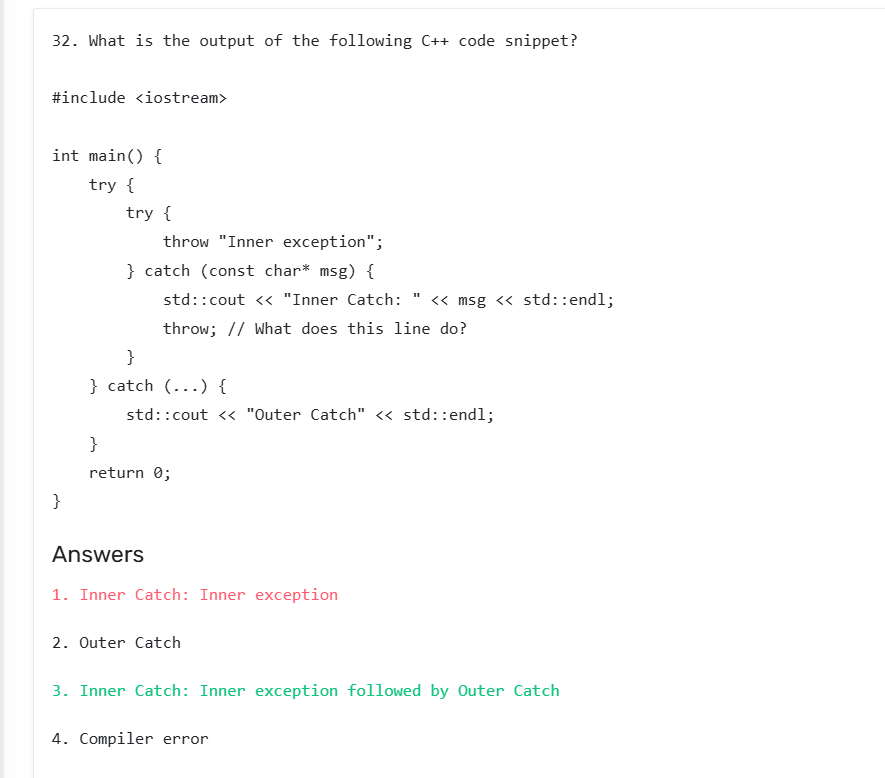 32. What is the output of the following C++ code snippet?
#include <iostream>
int main() {
    try {
        try {
            throw "Inner exception";
        } catch (const char* msg) {
            std::cout << "Inner Catch: " << msg << std::endl;
            throw; // What does this line do?
        }
    } catch (...) {
        std::cout << "Outer Catch" << std::endl;
    }
    return 0;
}
Answers
1. Inner Catch: Inner exception
2. Outer Catch
3. Inner Catch: Inner exception followed by Outer Catch
4. Compiler error